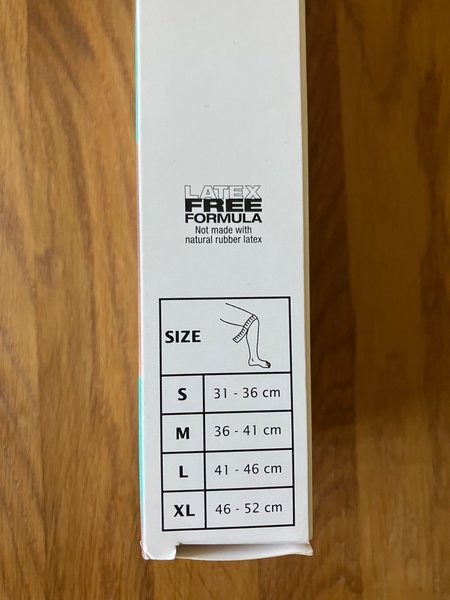 LATEX
FREE
FORMULA
Not made with
natural rubber latex
SIZE
S 31 - 36 cm
M 36 - 41 cm
L 41 - 46 cm
XL 46 - 52 cm